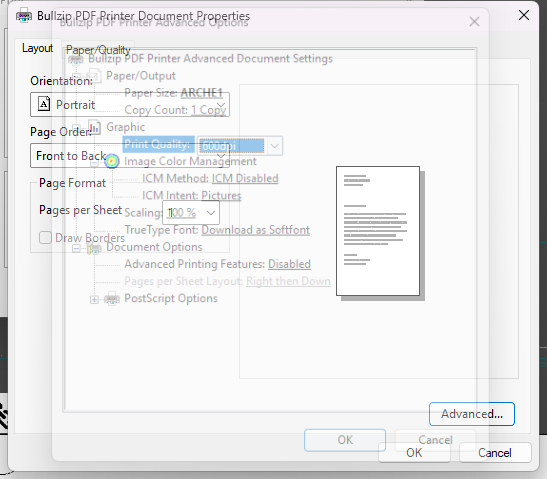 Bullzip PDF Printer Document Properties
Bullzip PDF Printer Advanced Options
Layout Paper/Quality
Bullzip PDF Printer Advanced Document Settings
Paper/Output
Orientation:
Paper Size: ARCHE1
Portrait
Copy Count: 1 Copy
Graphic
Page Order:
Print Quality: 600dpi
Front to Back
Image Color Management
ICM Method: ICM Disabled
Page Format
ICM Intent: Pictures
Pages per Sheet 1
Scaling: 100 %
TrueType Font: Download as Softfont
Draw Borders
Document Options
Advanced Printing Features: Disabled
Pages per Sheet Layout: Right then Down
PostScript Options
Advanced...
OK Cancel
OK Cancel